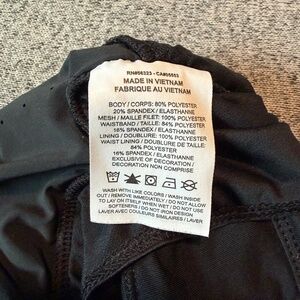 RN#56323 - CA#05553
MADE IN VIETNAM
FABRIQUE AU VIETNAM
BODY / CORPS: 80% POLYESTER
20% SPANDEX / ELASTHANNE
MESH / MAILLE FILET: 100% POLYESTER
WAISTBAND / TAILLE: 84% POLYESTER
16% SPANDEX / ELASTHANNE
LINING / DOUBLURE: 100% POLYESTER
WAIST LINING / DOUBLURE DE TAILLE:
84% POLYESTER
16% SPANDEX / ELASTHANNE
EXCLUSIVE OF DECORATION /
DECORATION NON COMPRISE
WASH WITH LIKE COLORS / WASH INSIDE
OUT / REMOVE IMMEDIATELY / DO NOT ALLOW
TO LAY ON ITSELF WHEN WET / DO NOT USE
SOFTENERS / DO NOT IRON DESIGN
LAVER AVEC COULEURS SIMILAIRES / LAVER